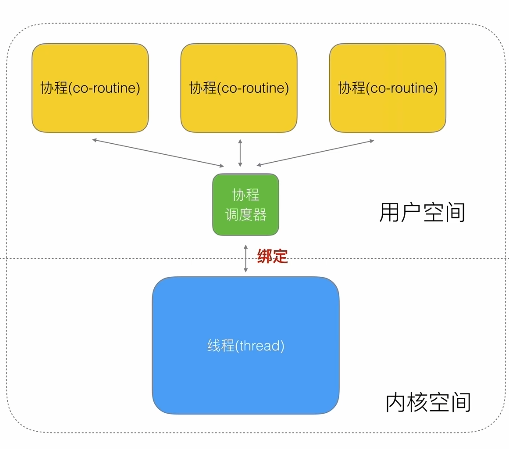 协程(co-routine)
协程(co-routine)
协程(co-routine)
协程
调度器
用户空间
绑定
线程(thread)
内核空间